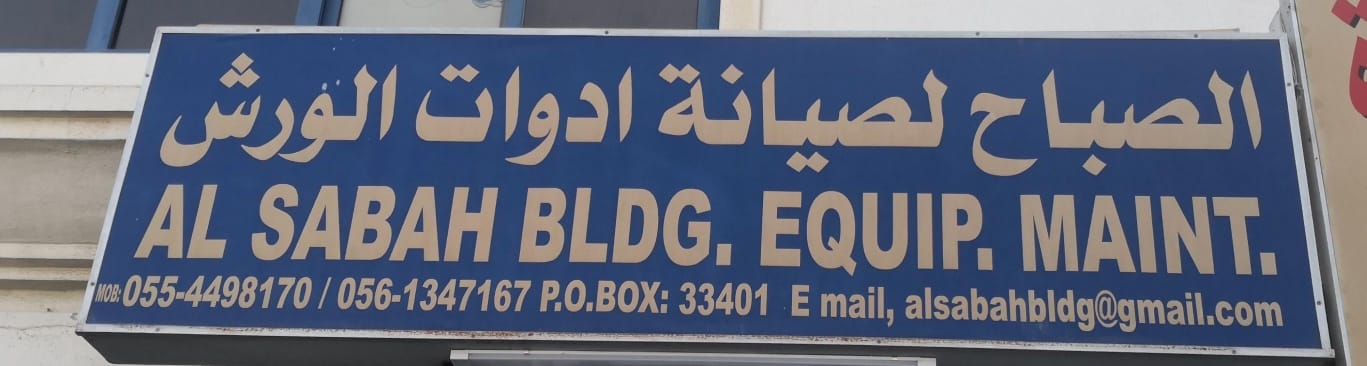 الصباح لصيانة ادوات الورش
AL SABAH BLDG. EQUIP. MAINT.
MOB: 055-4498170 / 056-1347167 P.O.BOX: 33401 E mail, alsabahbldg@gmail.com